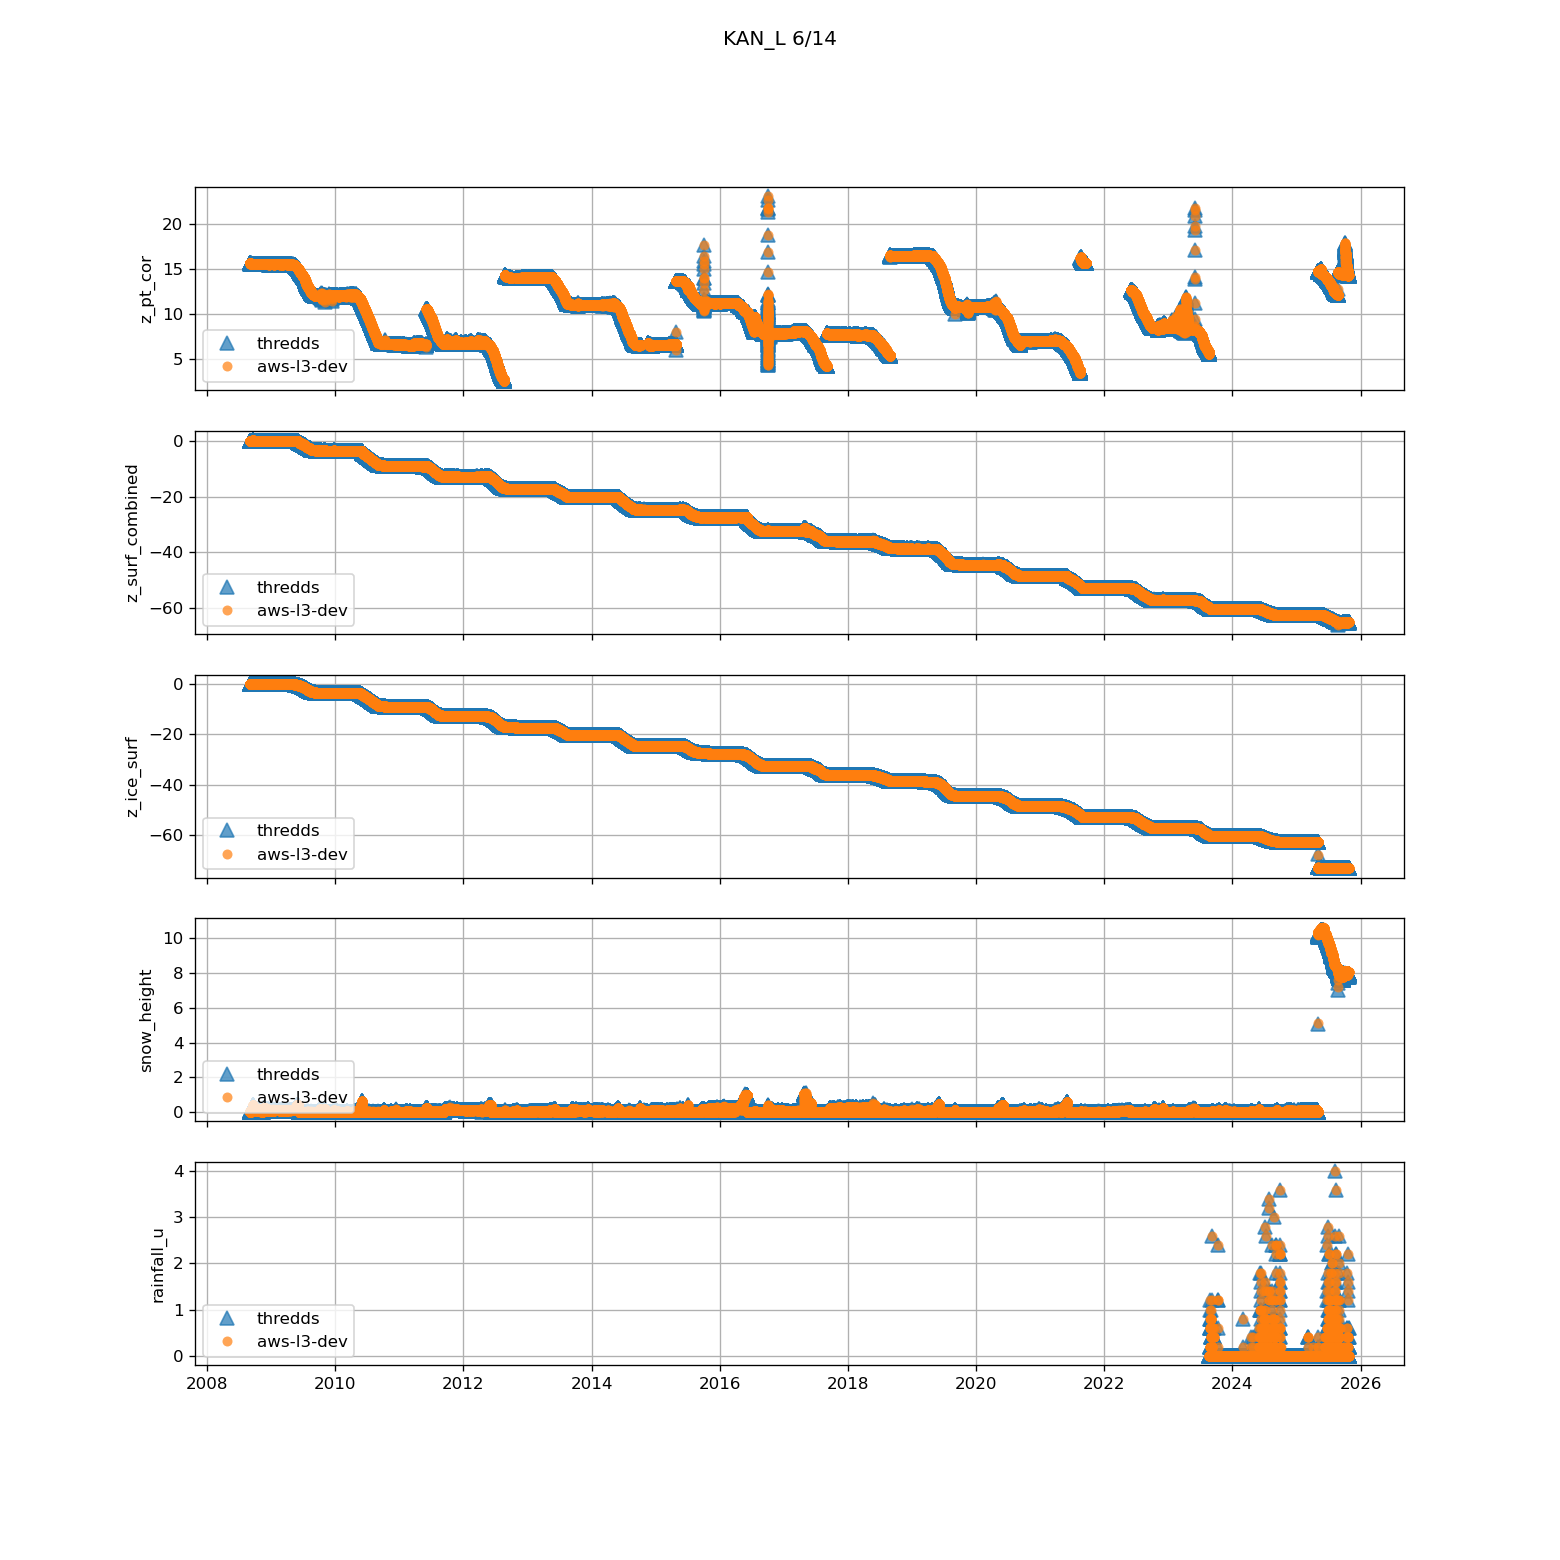 KAN_L 6/14
z_pt_cor
20
15
10
5
thredds
aws-l3-dev
z_surf_combined
0
−20
−40
−60
thredds
aws-l3-dev
z_ice_surf
0
−20
−40
−60
thredds
aws-l3-dev
snow_height
10
8
6
4
2
0
thredds
aws-l3-dev
rainfall_u
4
3
2
1
0
thredds
aws-l3-dev
2008 2010 2012 2014 2016 2018 2020 2022 2024 2026